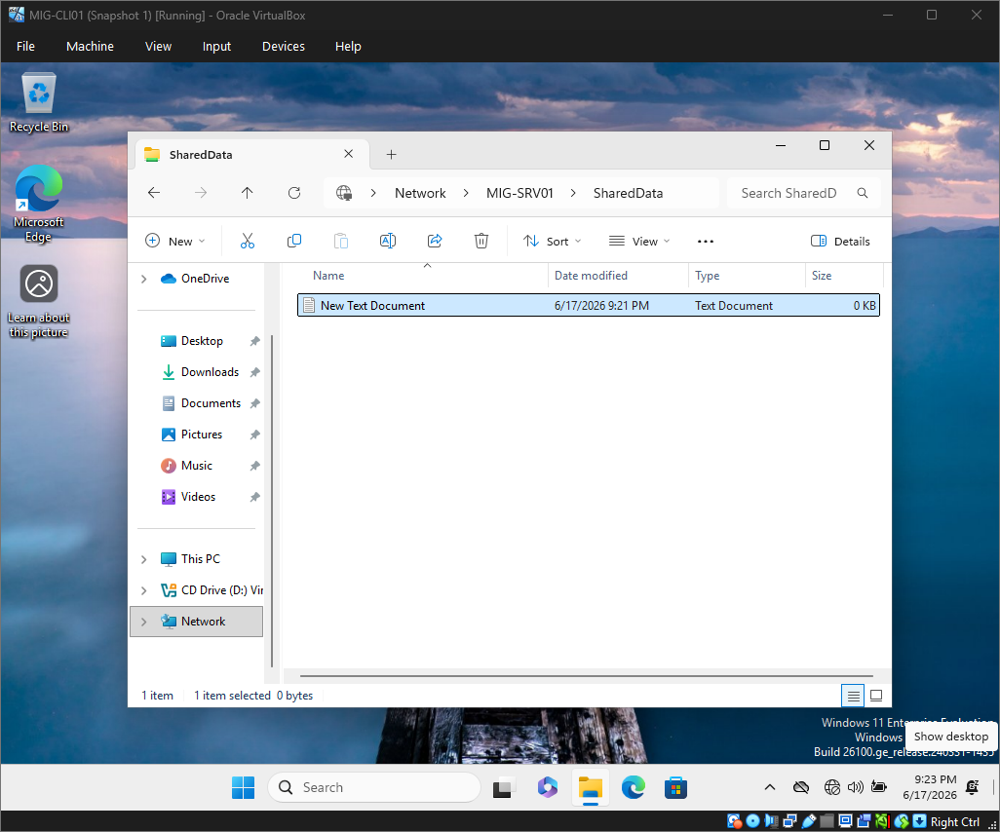 MIG-CLI01 (Snapshot 1) [Running] - Oracle VirtualBox
File Machine View Input Devices Help
Recycle Bin
Microsoft
Edge
Learn about
this picture
SharedData
Network MIG-SRV01 SharedData Search SharedD
New Sort View Details
Name Date modified Type Size
OneDrive
New Text Document 6/17/2026 9:21 PM Text Document 0 KB
Desktop
Downloads
Documents
Pictures
Music
Videos
This PC
CD Drive (D:) Vir
Network
1 item 1 item selected 0 bytes
Windows 11 Enterprise Evaluation
Windows
Show desktop
Build 26100.ge_release.240331-1435
Search
9:23 PM
6/17/2026
Right Ctrl